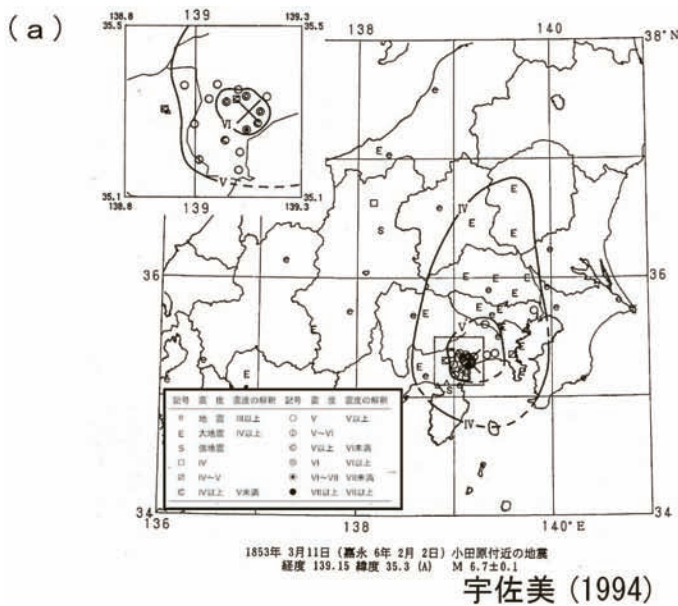 (a)
138.8 139 139.3
35.5 35.5
VI
V
35.1 35.1
138.8 139 139.3
138 140
38°N
36 36
IV
V
IV
34 34
136 138 140°E
記号 震度 震度の解釈 記号 震度 震度の解釈
e 地震 III以上 ○ V V以上
E 大地震 IV以上 V〜VI
S 強地震 V以上 VI未満
□ IV VI VI以上
IV〜V VI〜VII VII未満
IV以上 V未満 ● VII以上 VII以上
1853年 3月11日 (嘉永 6年 2月 2日) 小田原付近の地震
経度 139.15 緯度 35.3 (A) M 6.7±0.1
宇佐美 (1994)